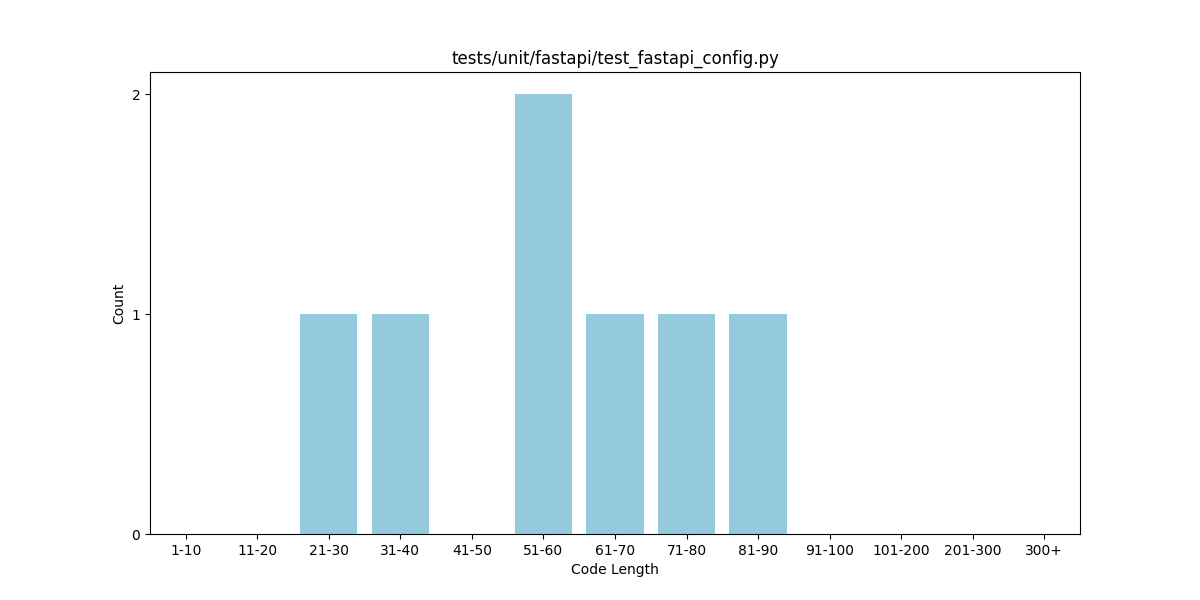 tests/unit/fastapi/test_fastapi_config.py
Count
2
1
0
1-10 11-20 21-30 31-40 41-50 51-60 61-70 71-80 81-90 91-100 101-200 201-300 300+
Code Length